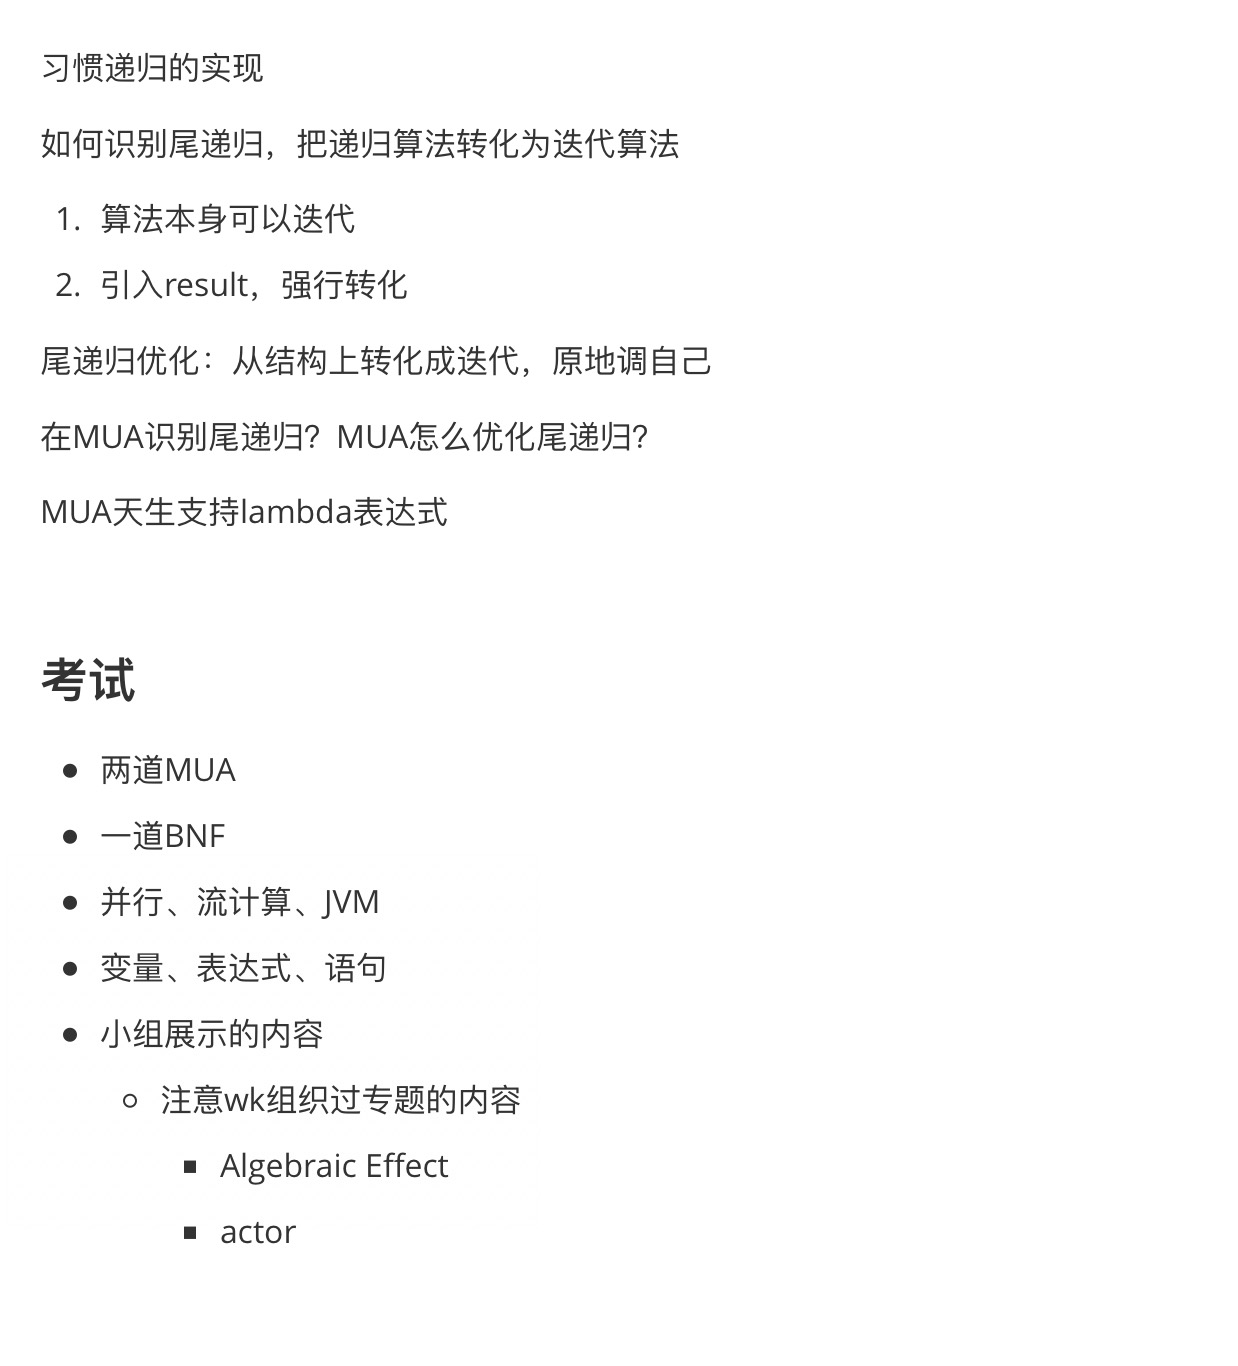 习惯递归的实现
如何识别尾递归，把递归算法转化为迭代算法
1. 算法本身可以迭代
2. 引入result，强行转化
尾递归优化：从结构上转化成迭代，原地调自己
在MUA识别尾递归？MUA怎么优化尾递归？
MUA天生支持lambda表达式
考试
• 两道MUA
• 一道BNF
• 并行、流计算、JVM
• 变量、表达式、语句
• 小组展示的内容
◦ 注意wk组织过专题的内容
▪ Algebraic Effect
▪ actor